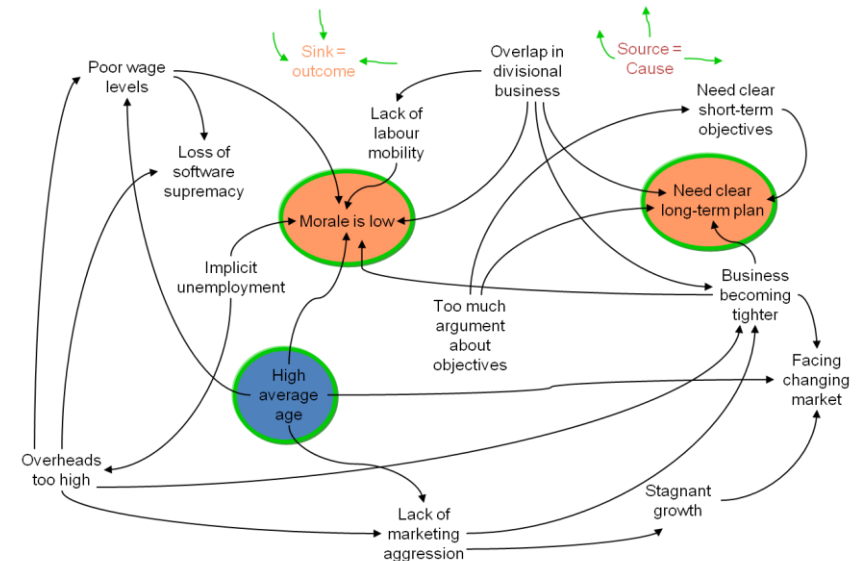 Sink =
outcome
Source =
Cause
Poor wage
levels
Overlap in
divisional
business
Need clear
short-term
objectives
Lack of
labour
mobility
Loss of
software
supremacy
Morale is low
Need clear
long-term plan
Implicit
unemployment
Too much
argument
about
objectives
Business
becoming
tighter
High
average
age
Facing
changing
market
Overheads
too high
Lack of
marketing
aggression
Stagnant
growth